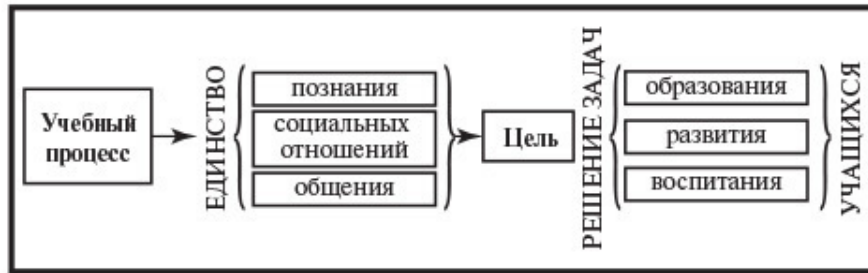 Учебный
процесс
ЕДИНСТВО
познания
социальных
отношений
общения
Цель
РЕШЕНИЕ ЗАДАЧ
образования
развития
воспитания
УЧАЩИХСЯ